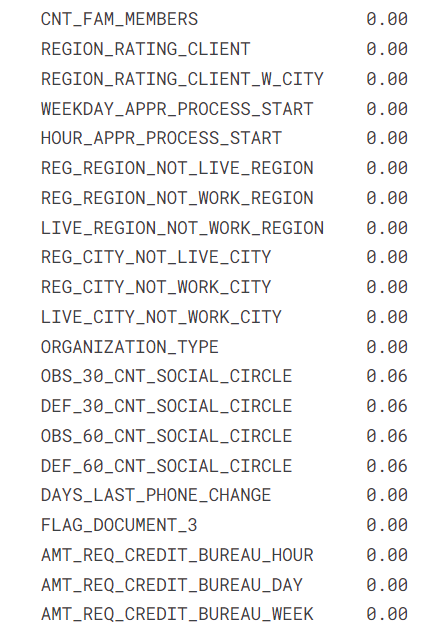 CNT_FAM_MEMBERS 0.00
REGION_RATING_CLIENT 0.00
REGION_RATING_CLIENT_W_CITY 0.00
WEEKDAY_APPR_PROCESS_START 0.00
HOUR_APPR_PROCESS_START 0.00
REG_REGION_NOT_LIVE_REGION 0.00
REG_REGION_NOT_WORK_REGION 0.00
LIVE_REGION_NOT_WORK_REGION 0.00
REG_CITY_NOT_LIVE_CITY 0.00
REG_CITY_NOT_WORK_CITY 0.00
LIVE_CITY_NOT_WORK_CITY 0.00
ORGANIZATION_TYPE 0.00
OBS_30_CNT_SOCIAL_CIRCLE 0.06
DEF_30_CNT_SOCIAL_CIRCLE 0.06
OBS_60_CNT_SOCIAL_CIRCLE 0.06
DEF_60_CNT_SOCIAL_CIRCLE 0.06
DAYS_LAST_PHONE_CHANGE 0.00
FLAG_DOCUMENT_3 0.00
AMT_REQ_CREDIT_BUREAU_HOUR 0.00
AMT_REQ_CREDIT_BUREAU_DAY 0.00
AMT_REQ_CREDIT_BUREAU_WEEK 0.00